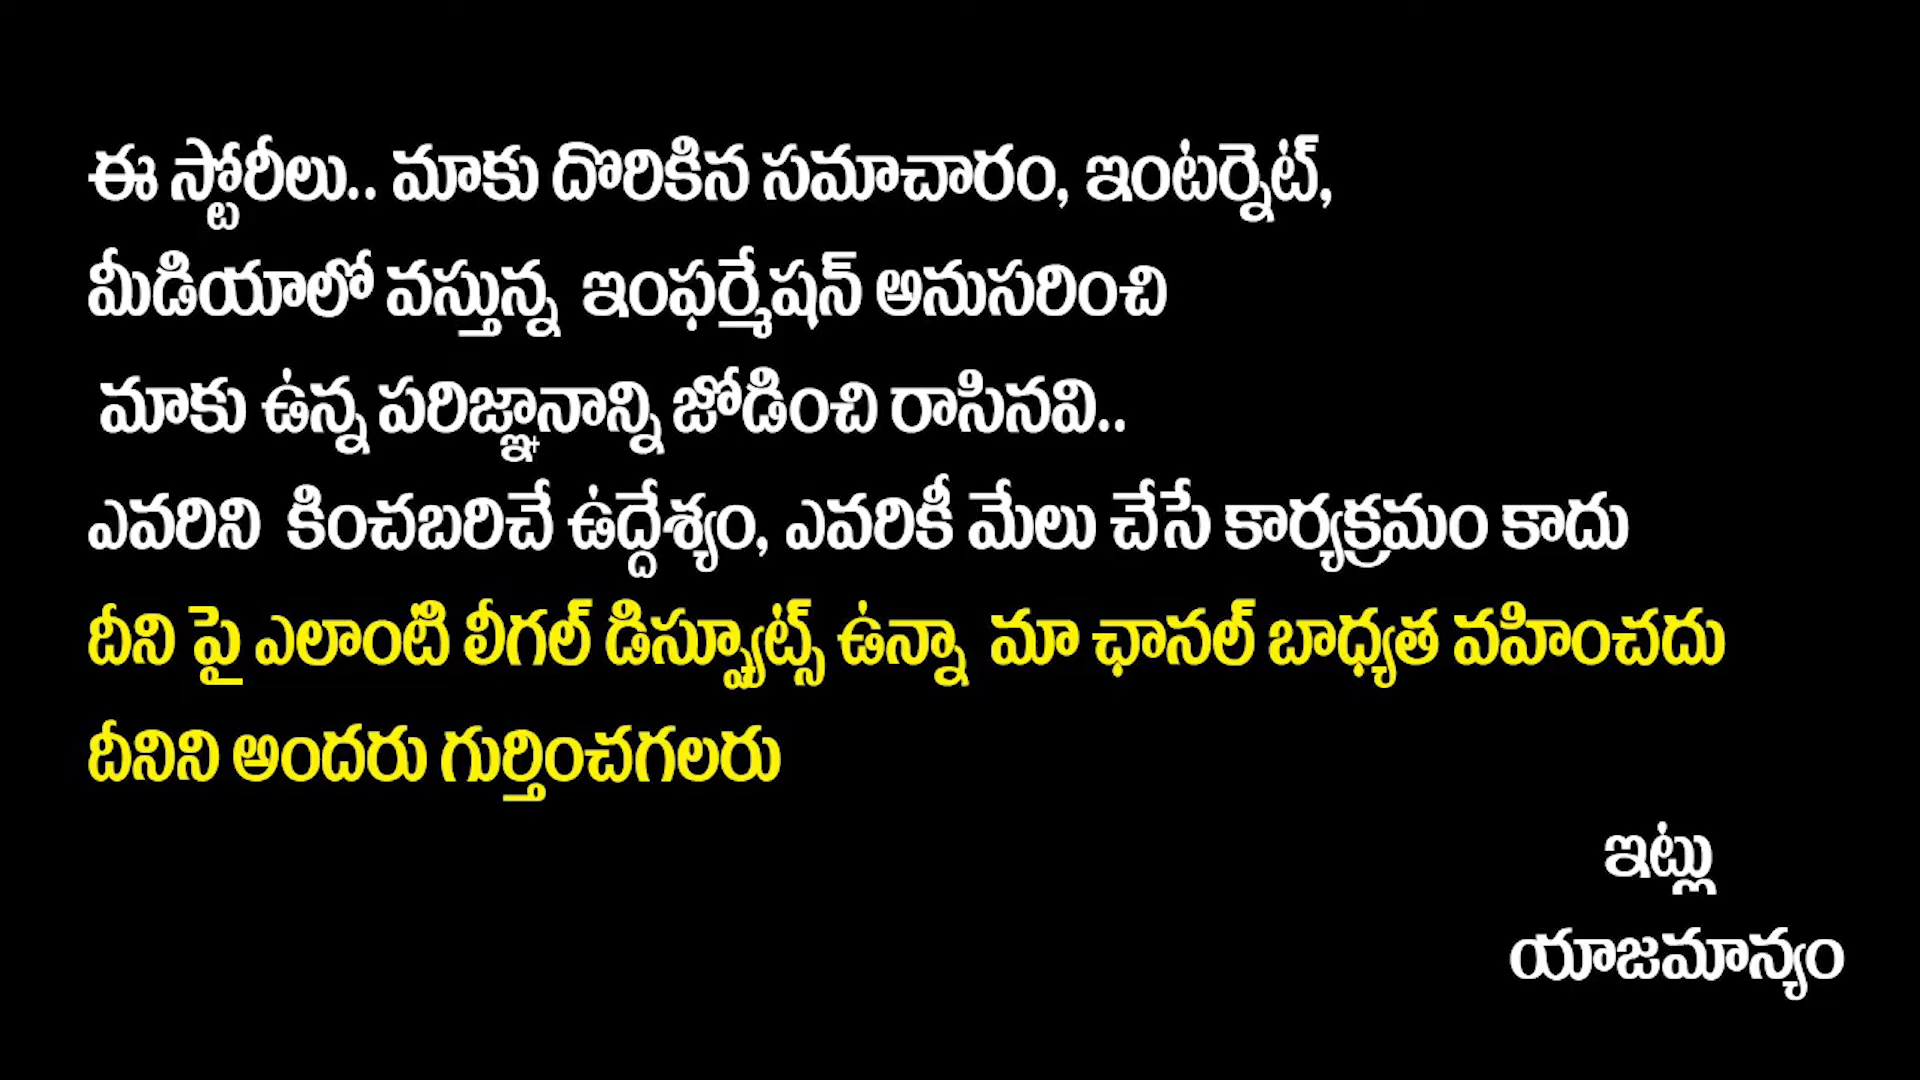 ఈ స్టోరీలు.. మాకు దొరికిన సమాచారం, ఇంటర్నెట్,
మీడియాలో వస్తున్న ఇంఫర్మేషన్ అనుసరించి
మాకు ఉన్న పరిజ్ఞానాన్ని జోడించి రాసినవి..
ఎవరిని కించబరిచే ఉద్దేశ్యం, ఎవరికీ మేలు చేసే కార్యక్రమం కాదు
దీని పై ఎలాంటి లీగల్ డిస్ప్యూట్స్ ఉన్నా మా ఛానల్ బాధ్యత వహించదు
దీనిని అందరు గుర్తించగలరు
ఇట్లు
యాజమాన్యం